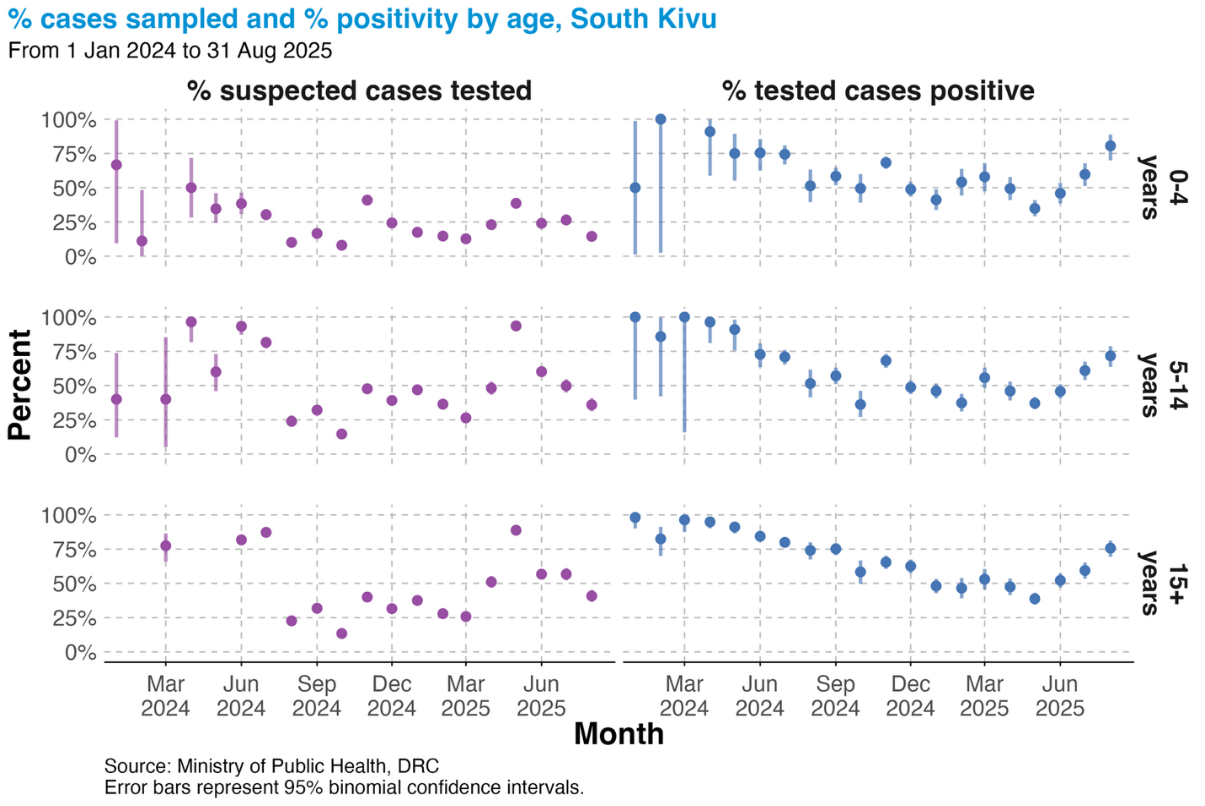 % cases sampled and % positivity by age, South Kivu
From 1 Jan 2024 to 31 Aug 2025
% suspected cases tested
% tested cases positive
100%
75%
50%
25%
0%
0-4
years
100%
75%
50%
25%
0%
5-14
years
100%
75%
50%
25%
0%
15+
years
Percent
Mar
2024
Jun
2024
Sep
2024
Dec
2024
Mar
2025
Jun
2025
Mar
2024
Jun
2024
Sep
2024
Dec
2024
Mar
2025
Jun
2025
Month
Source: Ministry of Public Health, DRC
Error bars represent 95% binomial confidence intervals.